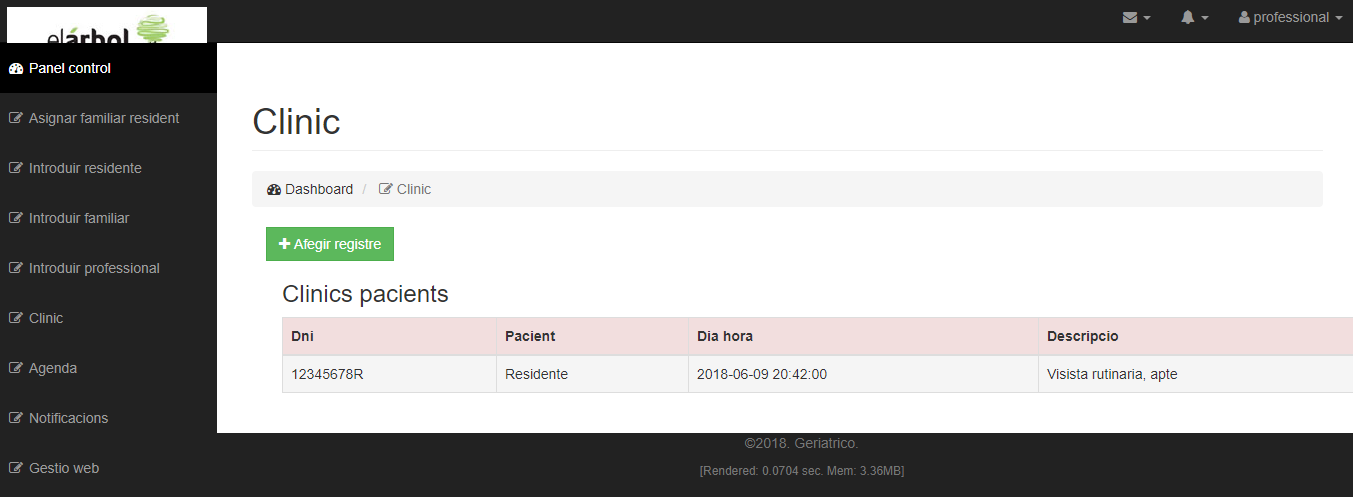 professional
el árbol
Panel control
Asignar familiar resident
Introduir residente
Introduir familiar
Introduir professional
Clinic
Agenda
Notificacions
Gestio web
Clinic
Dashboard / Clinic
Afegir registre
Clinics pacients
Dni Pacient Dia hora Descripcio
12345678R Residente 2018-06-09 20:42:00 Visista rutinaria, apte
©2018. Geriatrico.
[Rendered: 0.0704 sec. Mem: 3.36MB]